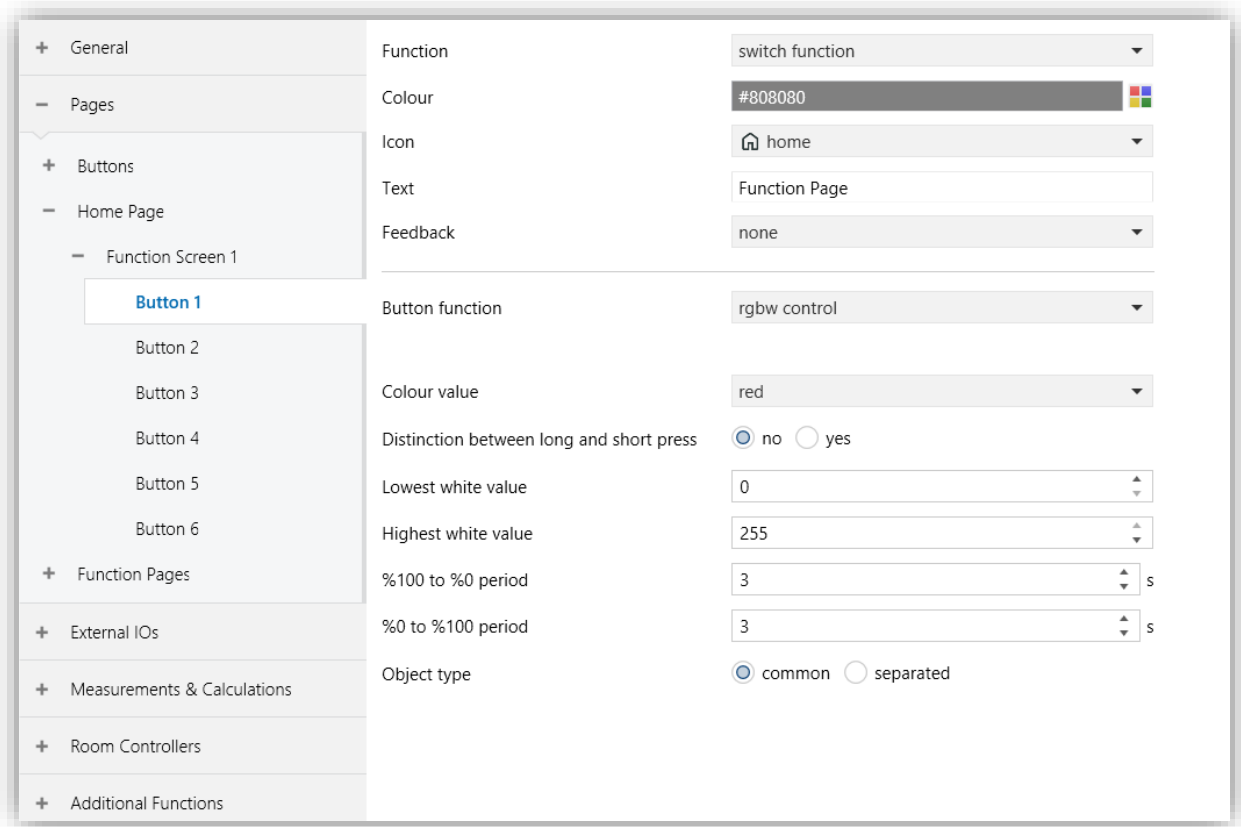 + General
− Pages
+ Buttons
− Home Page
− Function Screen 1
Button 1
Button 2
Button 3
Button 4
Button 5
Button 6
+ Function Pages
+ External IOs
+ Measurements & Calculations
+ Room Controllers
+ Additional Functions
Function switch function
Colour #808080
Icon home
Text Function Page
Feedback none
Button function rgbw control
Colour value red
Distinction between long and short press no yes
Lowest white value 0
Highest white value 255
%100 to %0 period 3 s
%0 to %100 period 3 s
Object type common separated